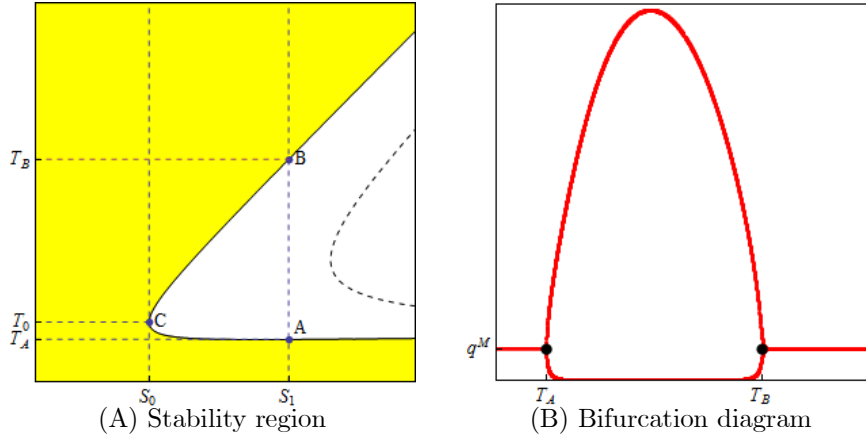 T_B
B
T_0
C
T_A
A
S_0
S_1
(A) Stability region
q^M
T_A
T_B
(B) Bifurcation diagram